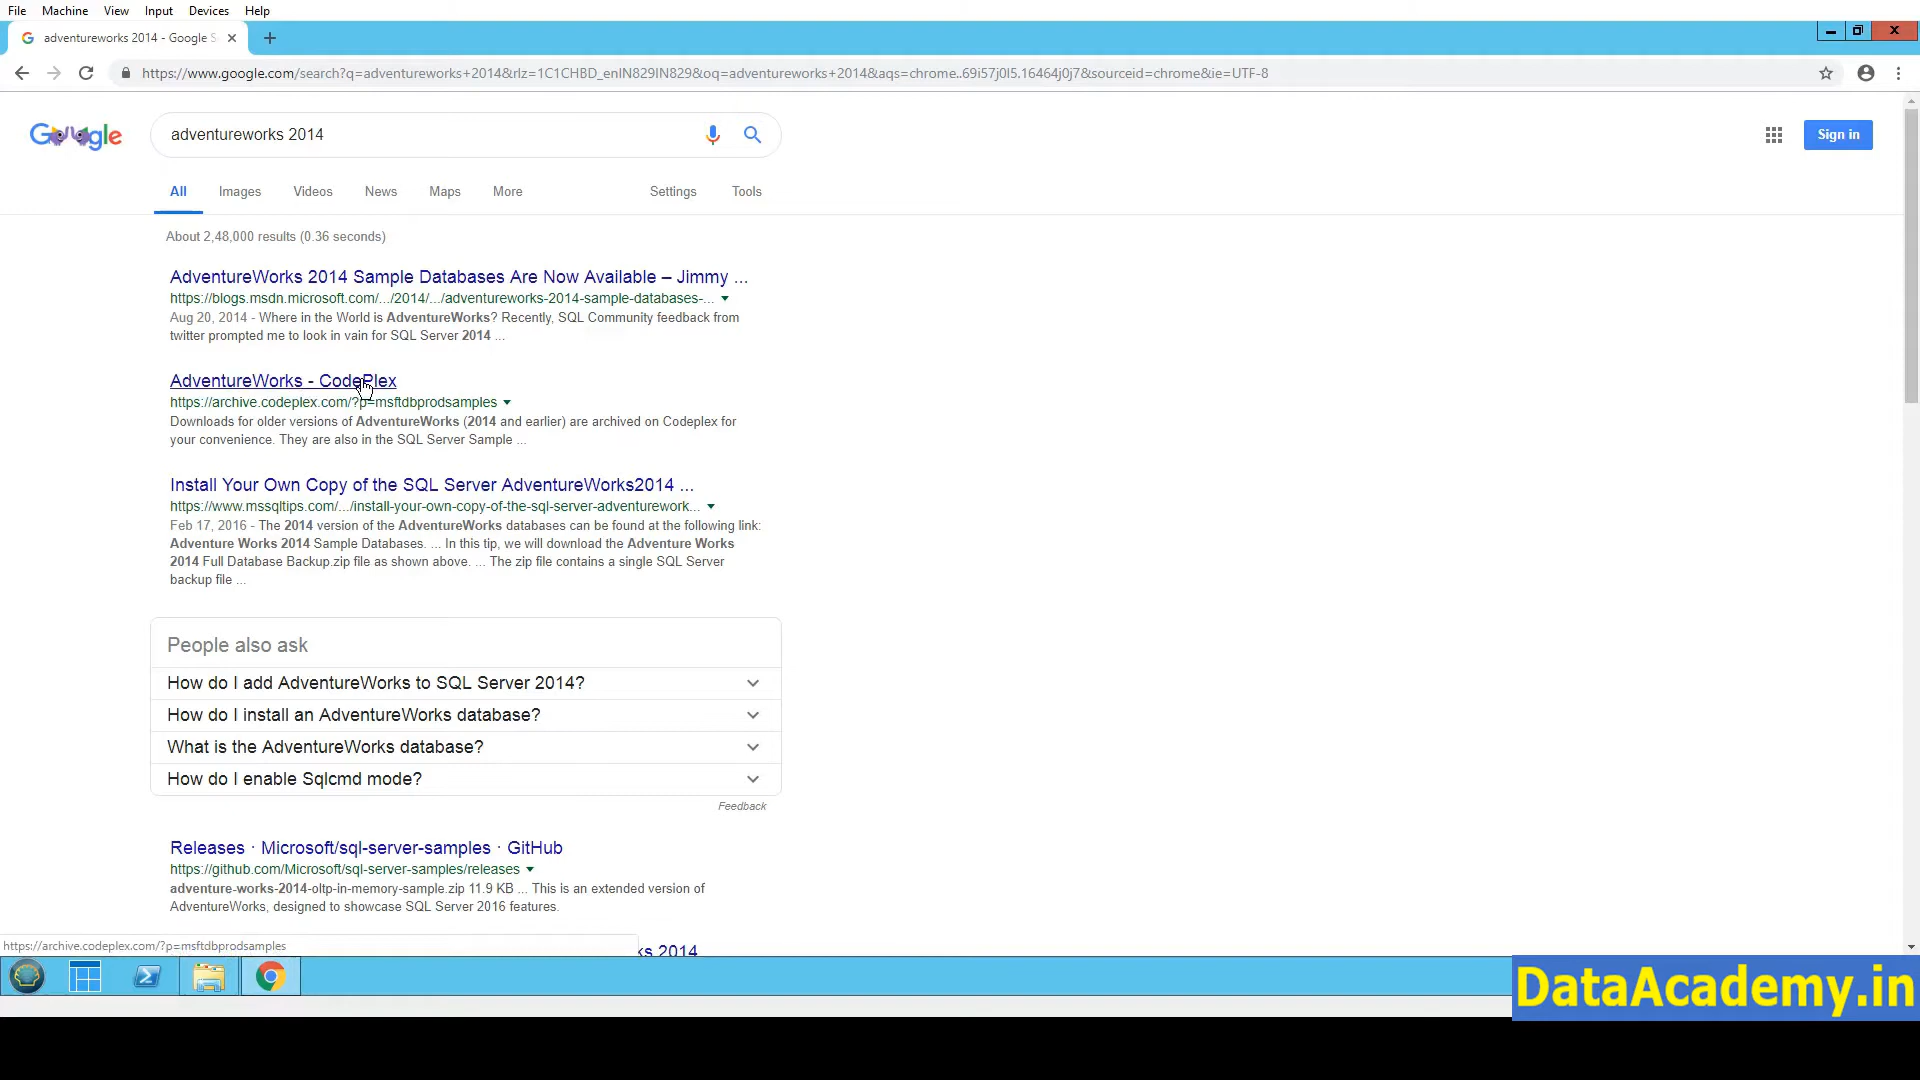 File Machine View Input Devices Help
adventureworks 2014 - Google S
https://www.google.com/search?q=adventureworks+2014&rlz=1C1CHBD_enIN829IN829&oq=adventureworks+2014&aqs=chrome..69i57j0l5.16464j0j7&sourceid=chrome&ie=UTF-8
Google
adventureworks 2014
Sign in
All Images Videos News Maps More Settings Tools
About 2,48,000 results (0.36 seconds)
AdventureWorks 2014 Sample Databases Are Now Available – Jimmy ...
https://blogs.msdn.microsoft.com/.../2014/.../adventureworks-2014-sample-databases-...
Aug 20, 2014 - Where in the World is AdventureWorks? Recently, SQL Community feedback from
twitter prompted me to look in vain for SQL Server 2014 ...
AdventureWorks - CodePlex
https://archive.codeplex.com/?p=msftdbprodsamples
Downloads for older versions of AdventureWorks (2014 and earlier) are archived on Codeplex for
your convenience. They are also in the SQL Server Sample ...
Install Your Own Copy of the SQL Server AdventureWorks2014 ...
https://www.mssqltips.com/.../install-your-own-copy-of-the-sql-server-adventurework...
Feb 17, 2016 - The 2014 version of the AdventureWorks databases can be found at the following link:
Adventure Works 2014 Sample Databases. ... In this tip, we will download the Adventure Works
2014 Full Database Backup.zip file as shown above. ... The zip file contains a single SQL Server
backup file ...
People also ask
How do I add AdventureWorks to SQL Server 2014?
How do I install an AdventureWorks database?
What is the AdventureWorks database?
How do I enable Sqlcmd mode?
Feedback
Releases · Microsoft/sql-server-samples · GitHub
https://github.com/Microsoft/sql-server-samples/releases
adventure-works-2014-oltp-in-memory-sample.zip 11.9 KB ... This is an extended version of
AdventureWorks, designed to showcase SQL Server 2016 features.
https://archive.codeplex.com/?p=msftdbprodsamples
ks 2014
DataAcademy.in